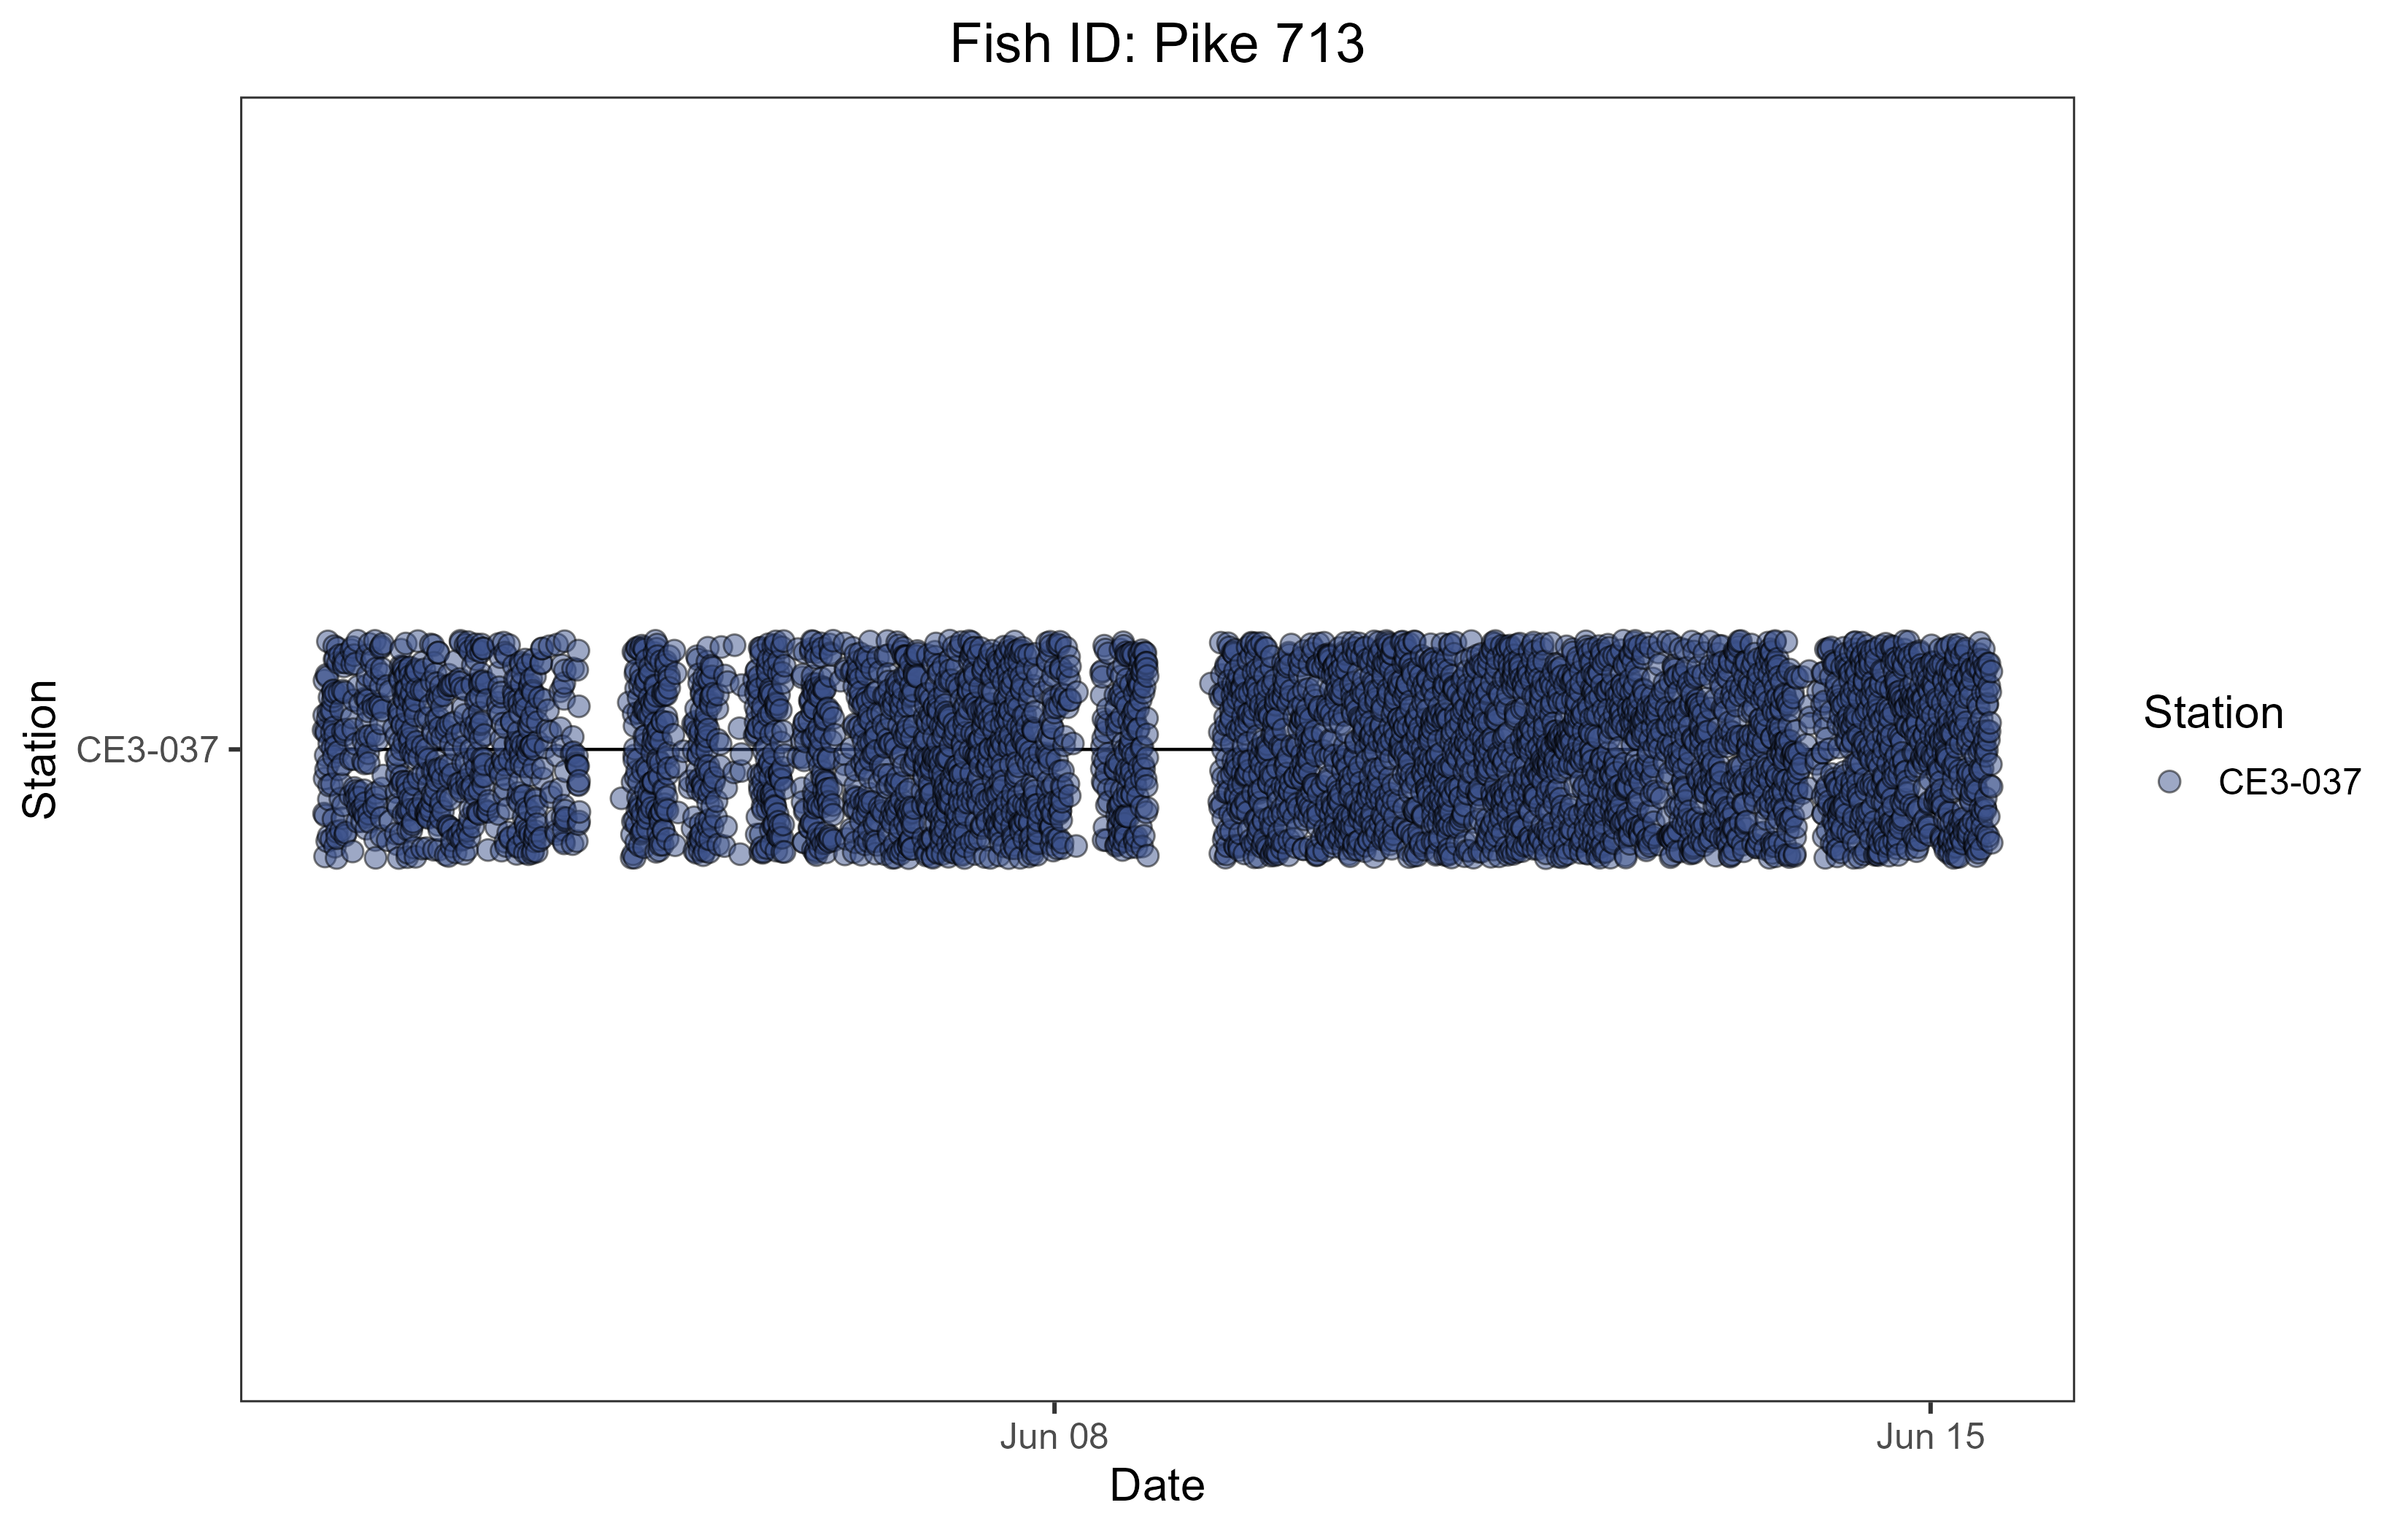 Fish ID: Pike 713
Station
CE3-037
Jun 08
Jun 15
Date
Station
CE3-037